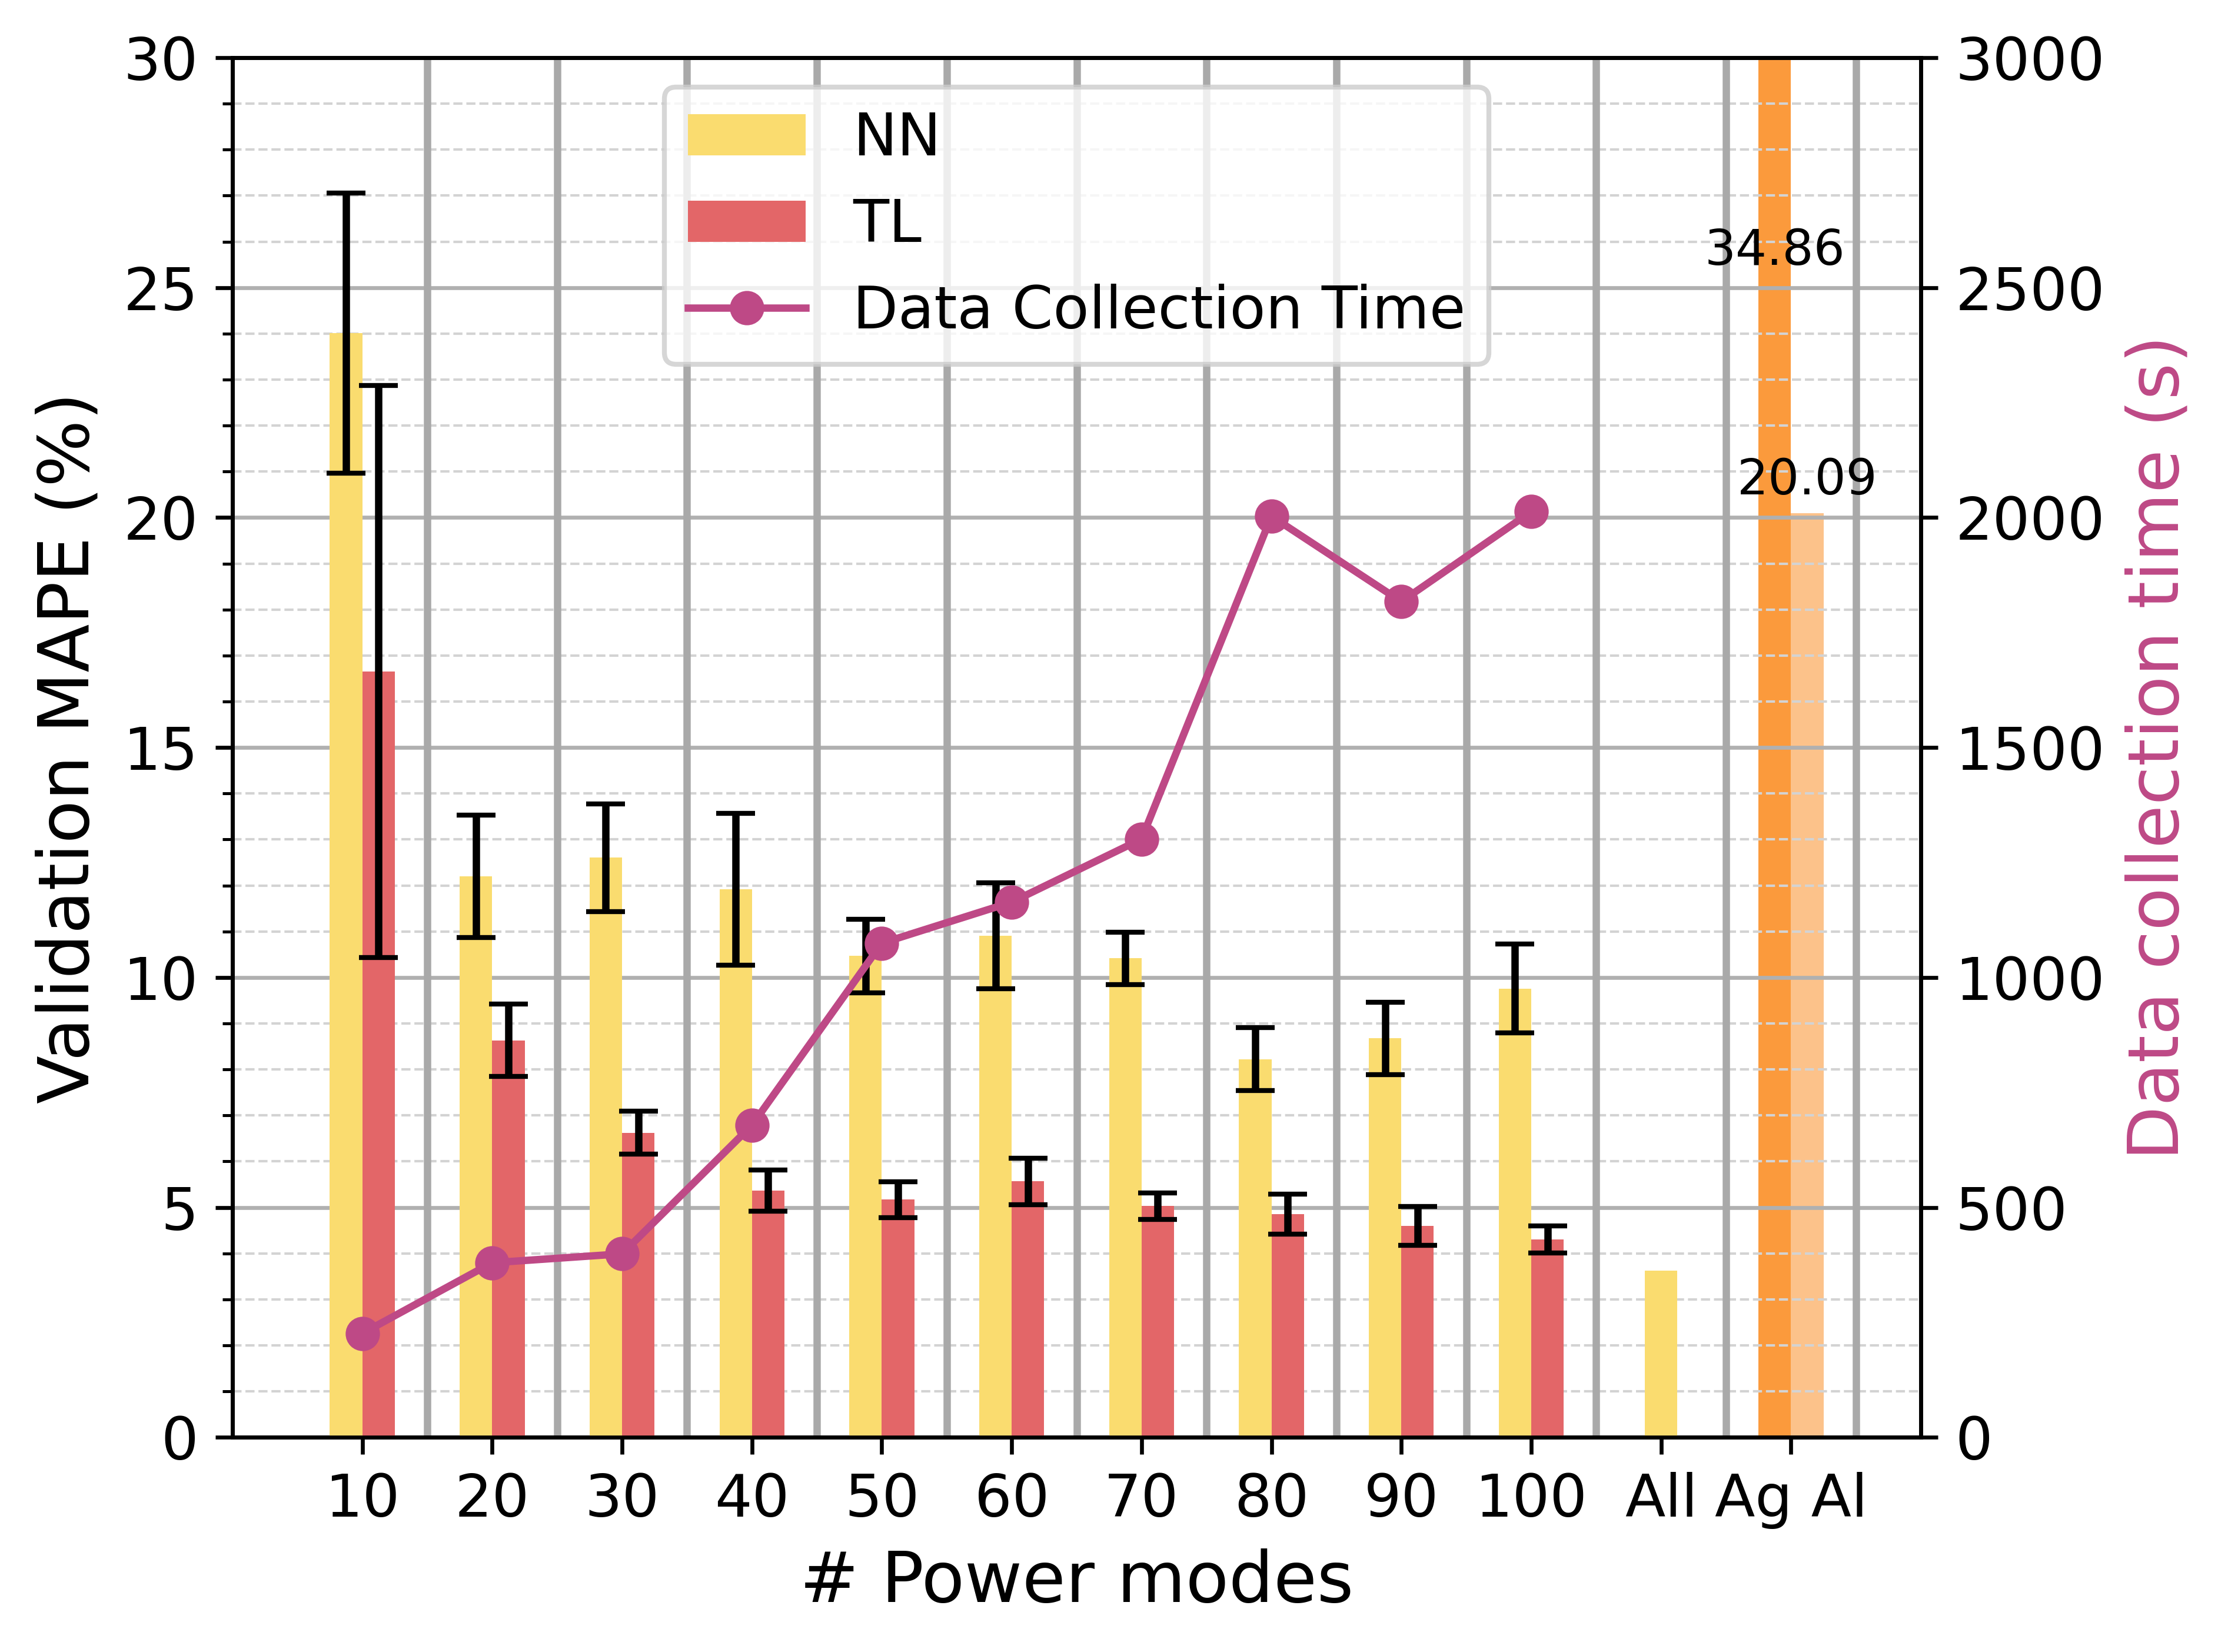 NN
TL
Data Collection Time
34.86
20.09
Validation MAPE (%)
30
25
20
15
10
5
0
3000
2500
2000
1500
1000
500
0
Data collection time (s)
10 20 30 40 50 60 70 80 90 100 All Ag Al
# Power modes